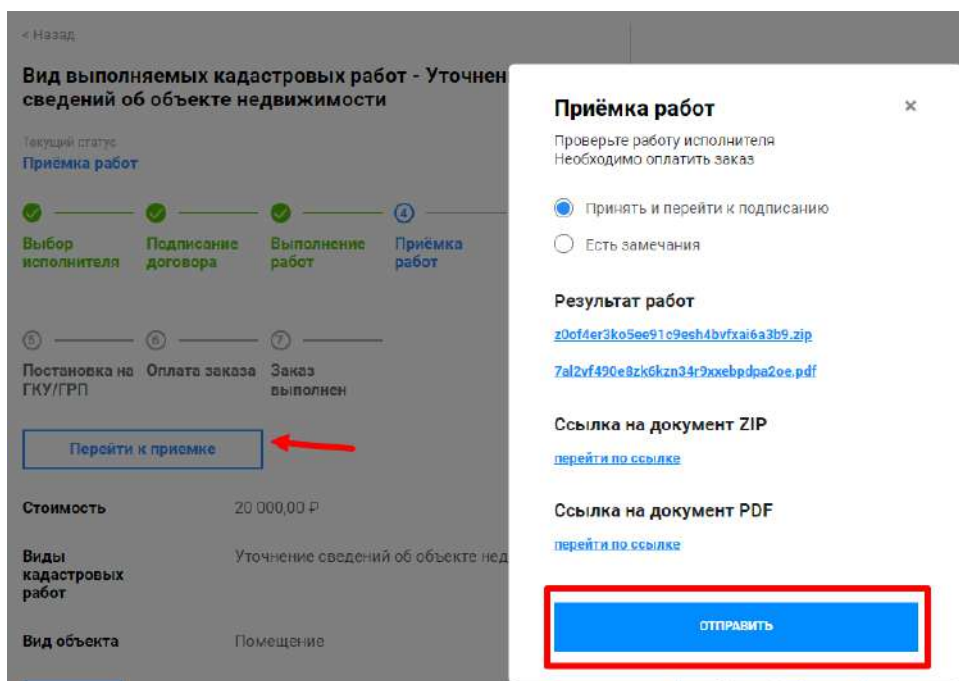 < Назад
Вид выполняемых кадастровых работ - Уточнен
сведений об объекте недвижимости
Текущий статус
Приёмка работ
4
Выбор исполнителя
Подписание договора
Выполнение работ
Приёмка работ
5
6
7
Постановка на ГКУ/ГРП
Оплата заказа
Заказ выполнен
Перейти к приемке
Стоимость
20 000,00 ₽
Виды кадастровых работ
Уточнение сведений об объекте нед
Вид объекта
Помещение
Приёмка работ
×
Проверьте работу исполнителя
Необходимо оплатить заказ
Принять и перейти к подписанию
Есть замечания
Результат работ
z0of4er3ko5ee91c9esh4bvfxai6a3b9.zip
7al2vf490e8zk6kzn34r9xxebpdpa2oe.pdf
Ссылка на документ ZIP
перейти по ссылке
Ссылка на документ PDF
перейти по ссылке
ОТПРАВИТЬ